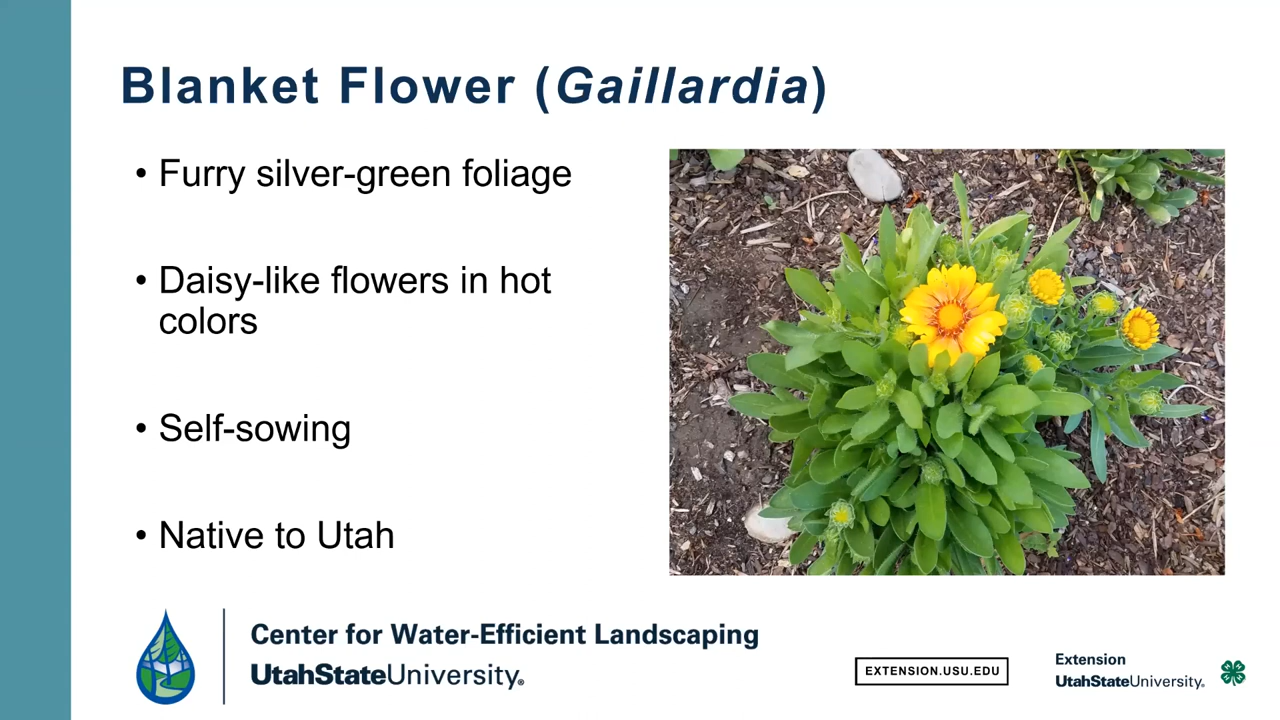 Blanket Flower (Gaillardia)
• Furry silver-green foliage
• Daisy-like flowers in hot
colors
• Self-sowing
• Native to Utah
Center for Water-Efficient Landscaping
UtahStateUniversity®
EXTENSION.USU.EDU
Extension
UtahStateUniversity®